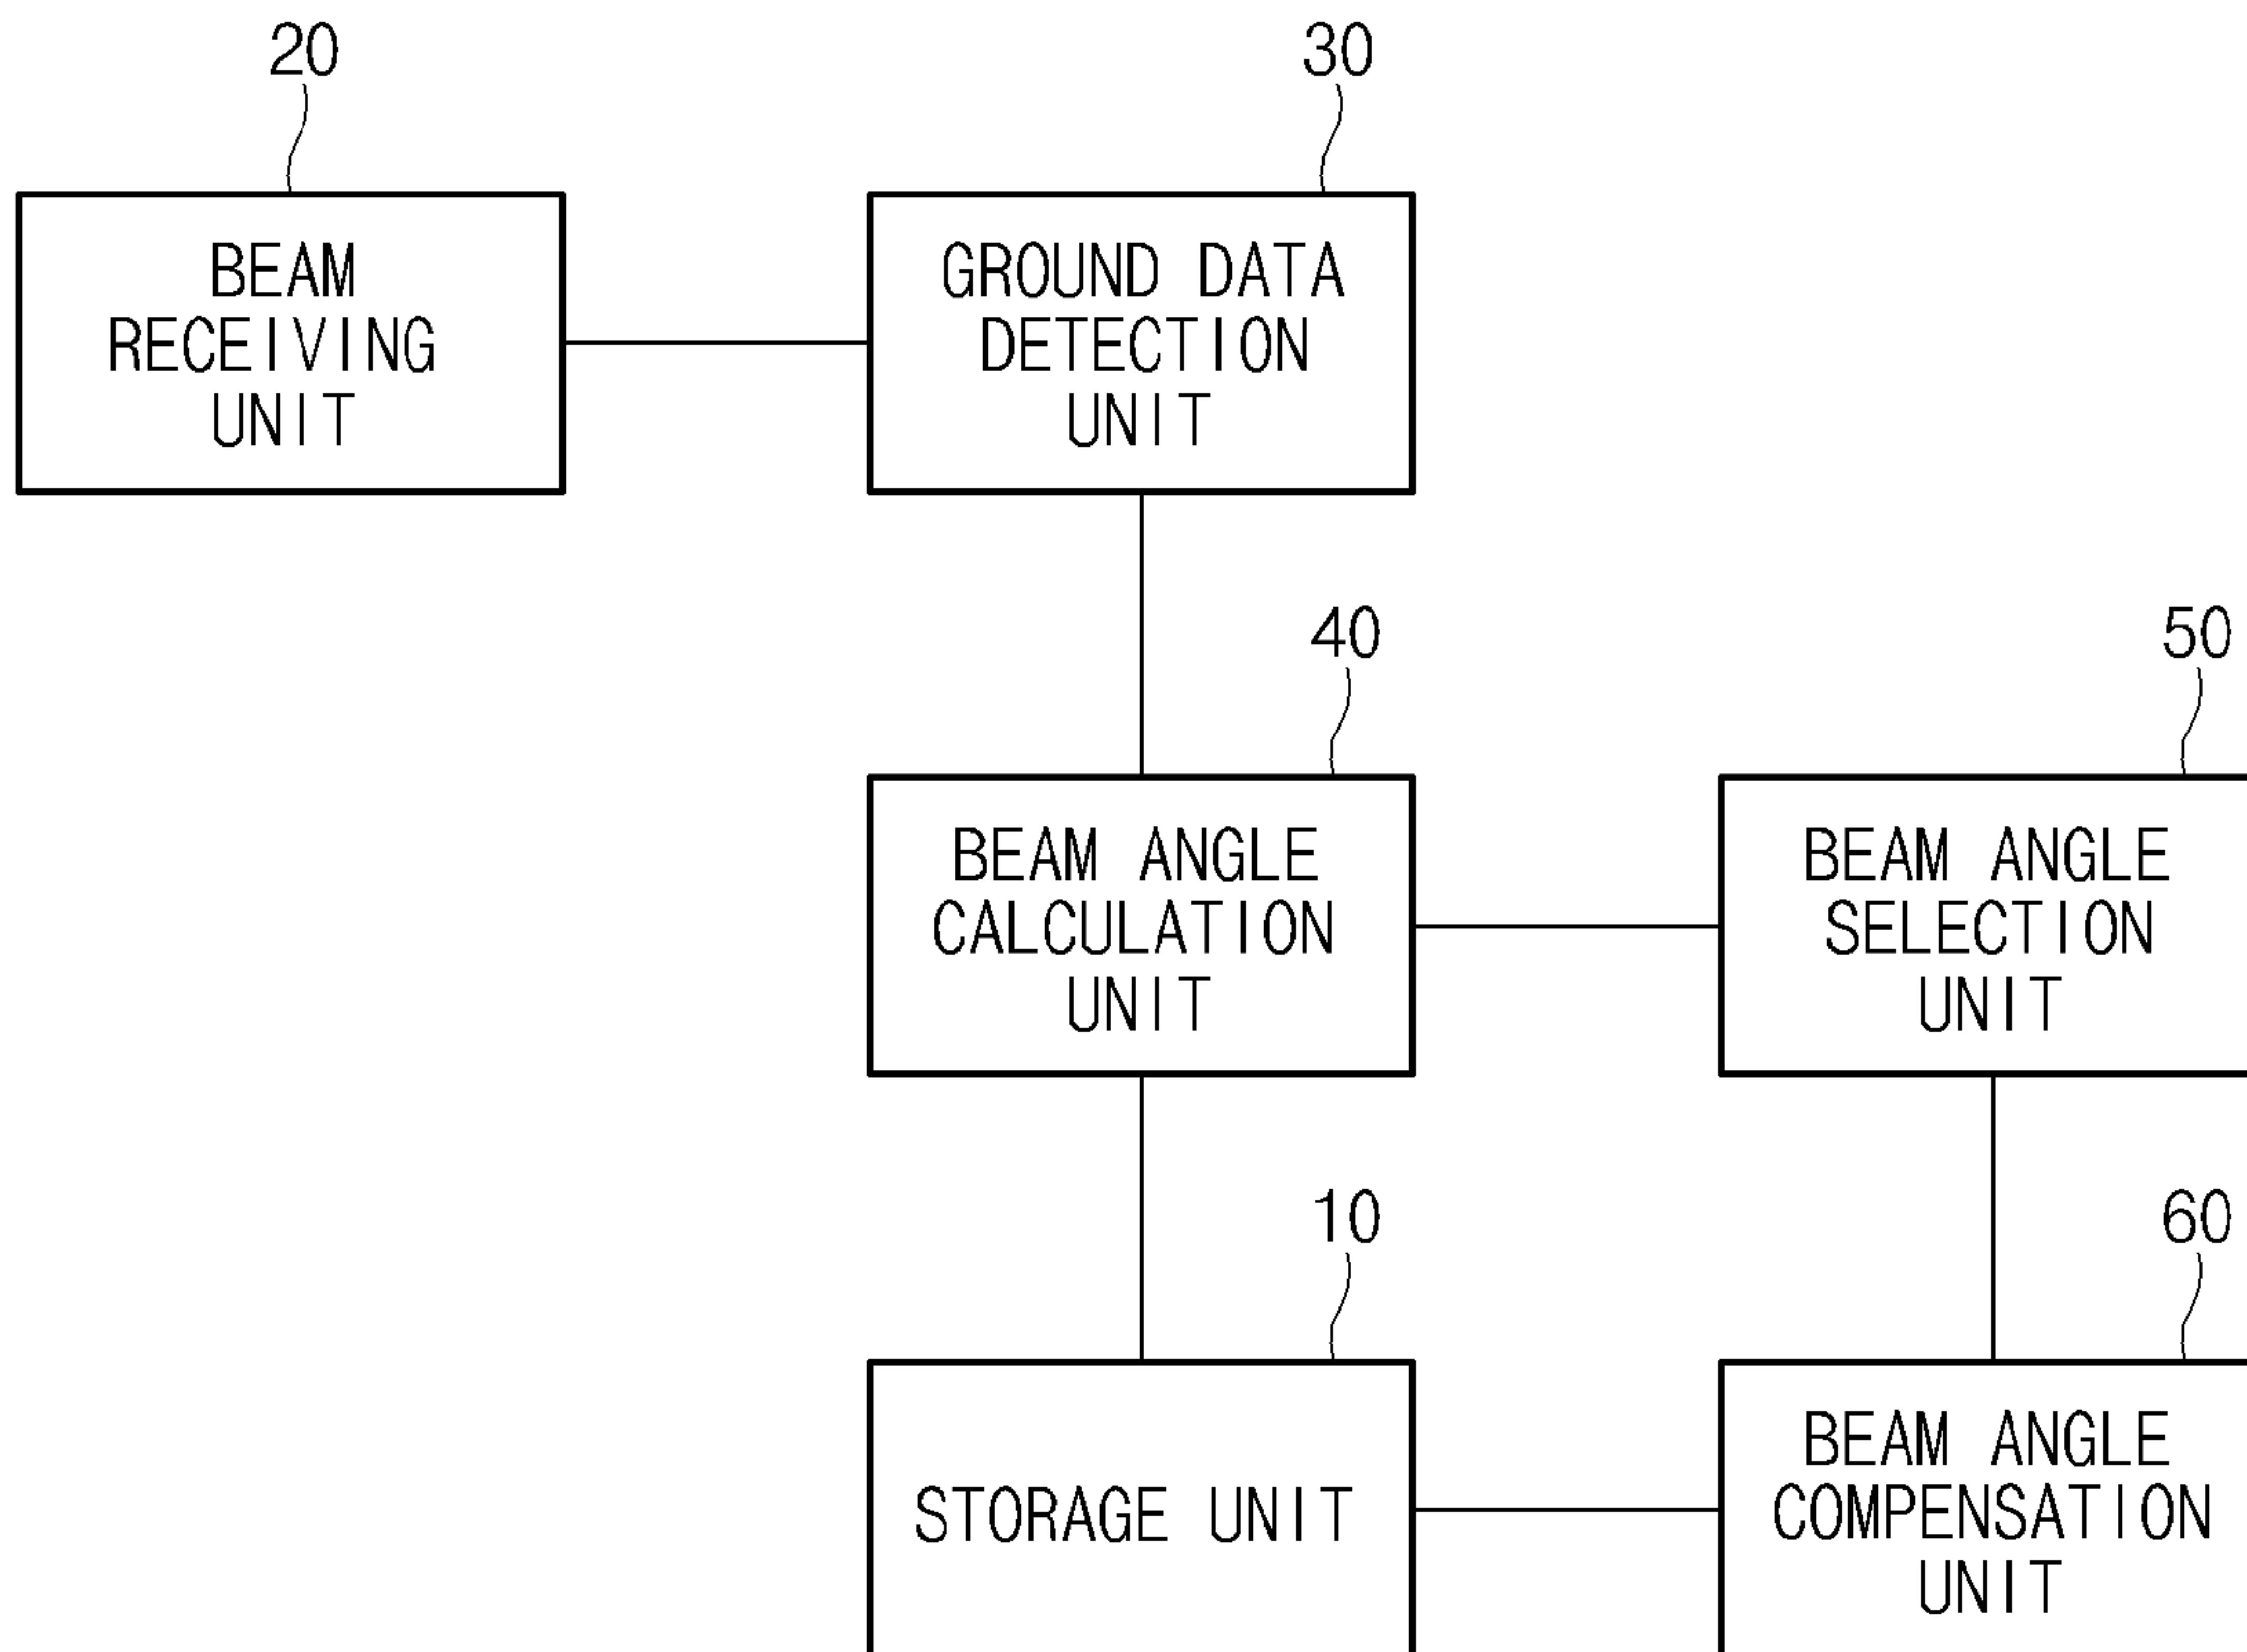 20
30
BEAM
RECEIVING
UNIT
GROUND DATA
DETECTION
UNIT
40
50
BEAM ANGLE
CALCULATION
UNIT
BEAM ANGLE
SELECTION
UNIT
10
60
STORAGE UNIT
BEAM ANGLE
COMPENSATION
UNIT